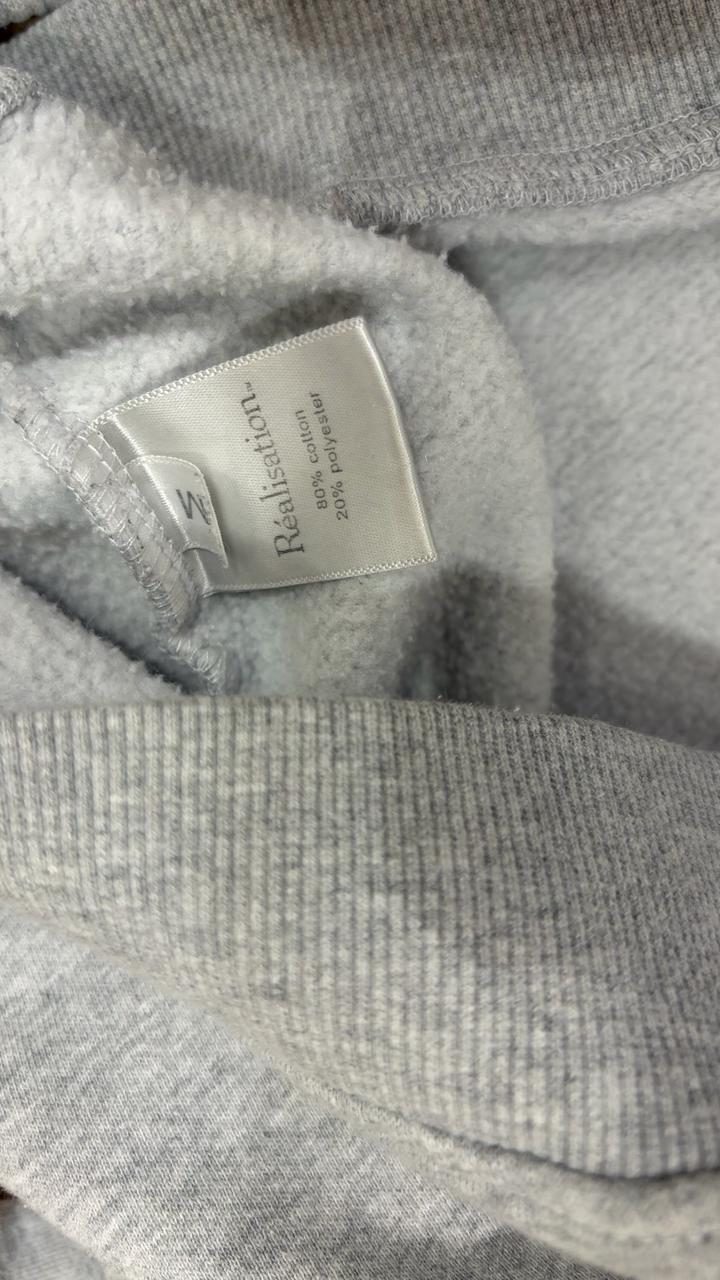 Réalisation™
80% cotton
20% polyester
M